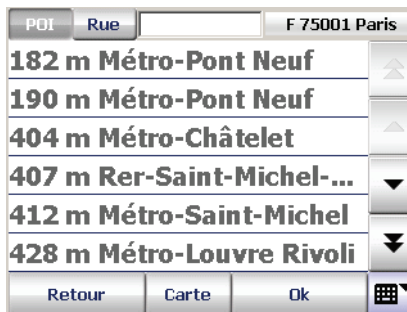 POI Rue F 75001 Paris
182 m Métro-Pont Neuf
190 m Métro-Pont Neuf
404 m Métro-Châtelet
407 m Rer-Saint-Michel-...
412 m Métro-Saint-Michel
428 m Métro-Louvre Rivoli
Retour Carte Ok